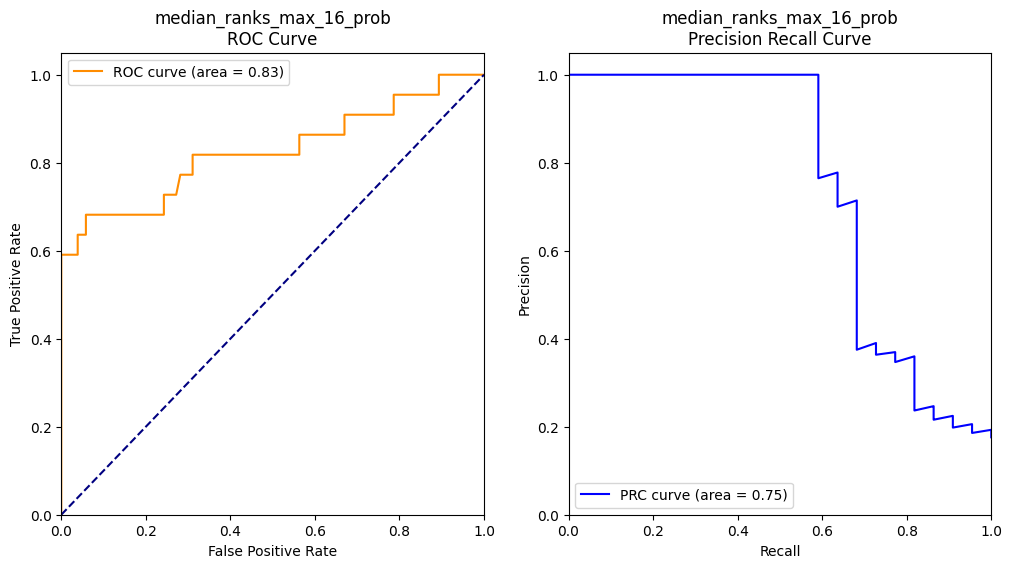 median_ranks_max_16_prob
ROC Curve
ROC curve (area = 0.83)
1.0
0.8
0.6
0.4
0.2
0.0
True Positive Rate
0.0 0.2 0.4 0.6 0.8 1.0
False Positive Rate
median_ranks_max_16_prob
Precision Recall Curve
1.0
0.8
0.6
0.4
0.2
0.0
Precision
PRC curve (area = 0.75)
0.0 0.2 0.4 0.6 0.8 1.0
Recall